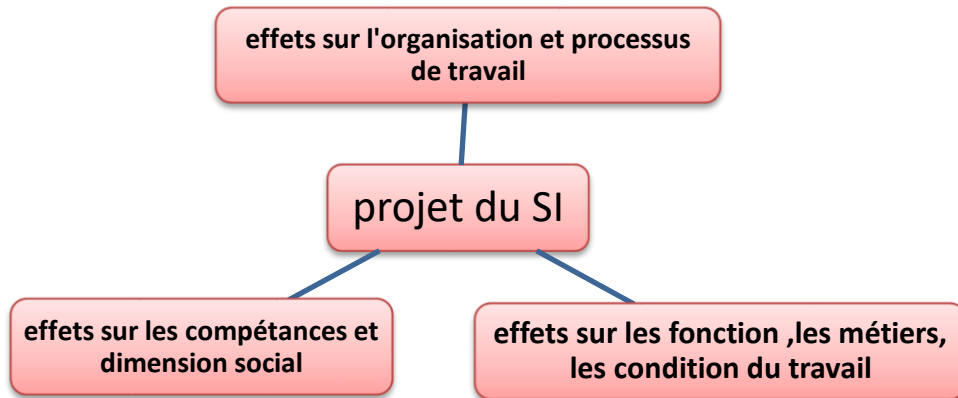 effets sur l'organisation et processus
de travail
projet du SI
effets sur les compétances et
dimension social
effets sur les fonction ,les métiers,
les condition du travail